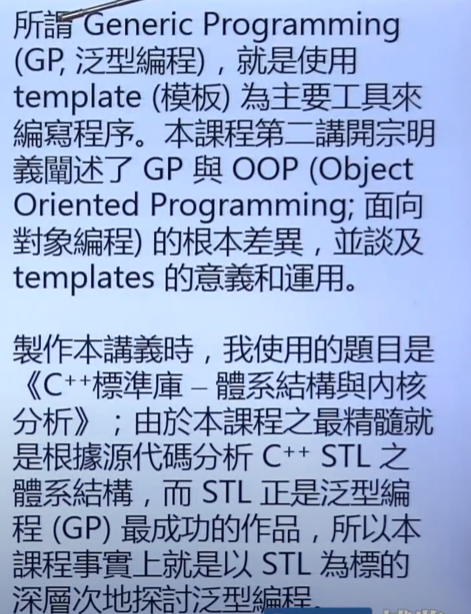 所謂 Generic Programming
(GP, 泛型編程)，就是使用
template (模板) 為主要工具來
編寫程序。本課程第二講開宗明
義闡述了 GP 與 OOP (Object
Oriented Programming; 面向
對象編程) 的根本差異，並談及
templates 的意義和運用。
製作本講義時，我使用的題目是
《C++標準庫 – 體系結構與內核
分析》；由於本課程之最精髓就
是根據源代碼分析 C++ STL 之
體系結構，而 STL 正是泛型編
程 (GP) 最成功的作品，所以本
課程事實上就是以 STL 為標的
深層次地探討泛型編程